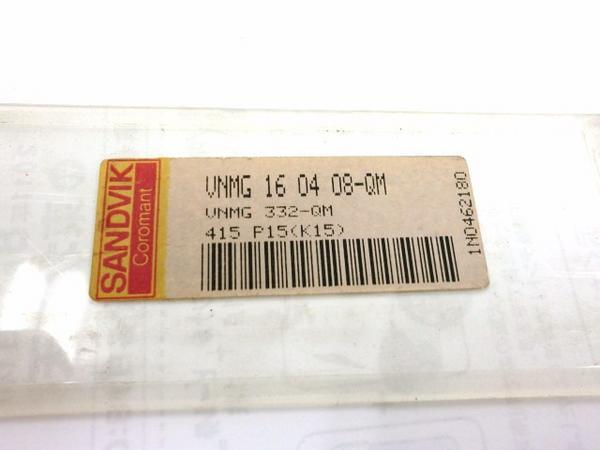 SANDVIK
Coromant
VNMG 16 04 08-QM
VNMG 332-QM
415 P15(K15)
1N0462180